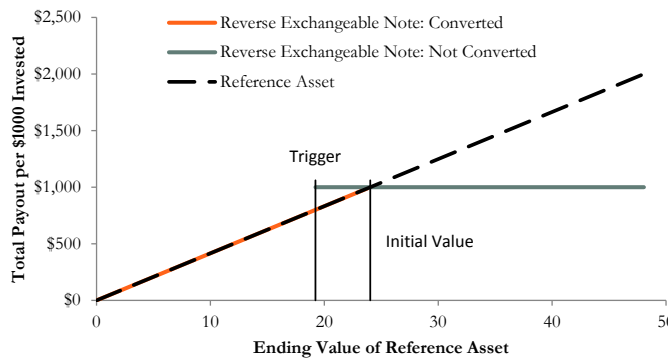 $2,500
Reverse Exchangeable Note: Converted
Reverse Exchangeable Note: Not Converted
Reference Asset
$2,000
$1,500
$1,000
$500
$0
Total Payout per $1000 Invested
Trigger
Initial Value
0 10 20 30 40 50
Ending Value of Reference Asset